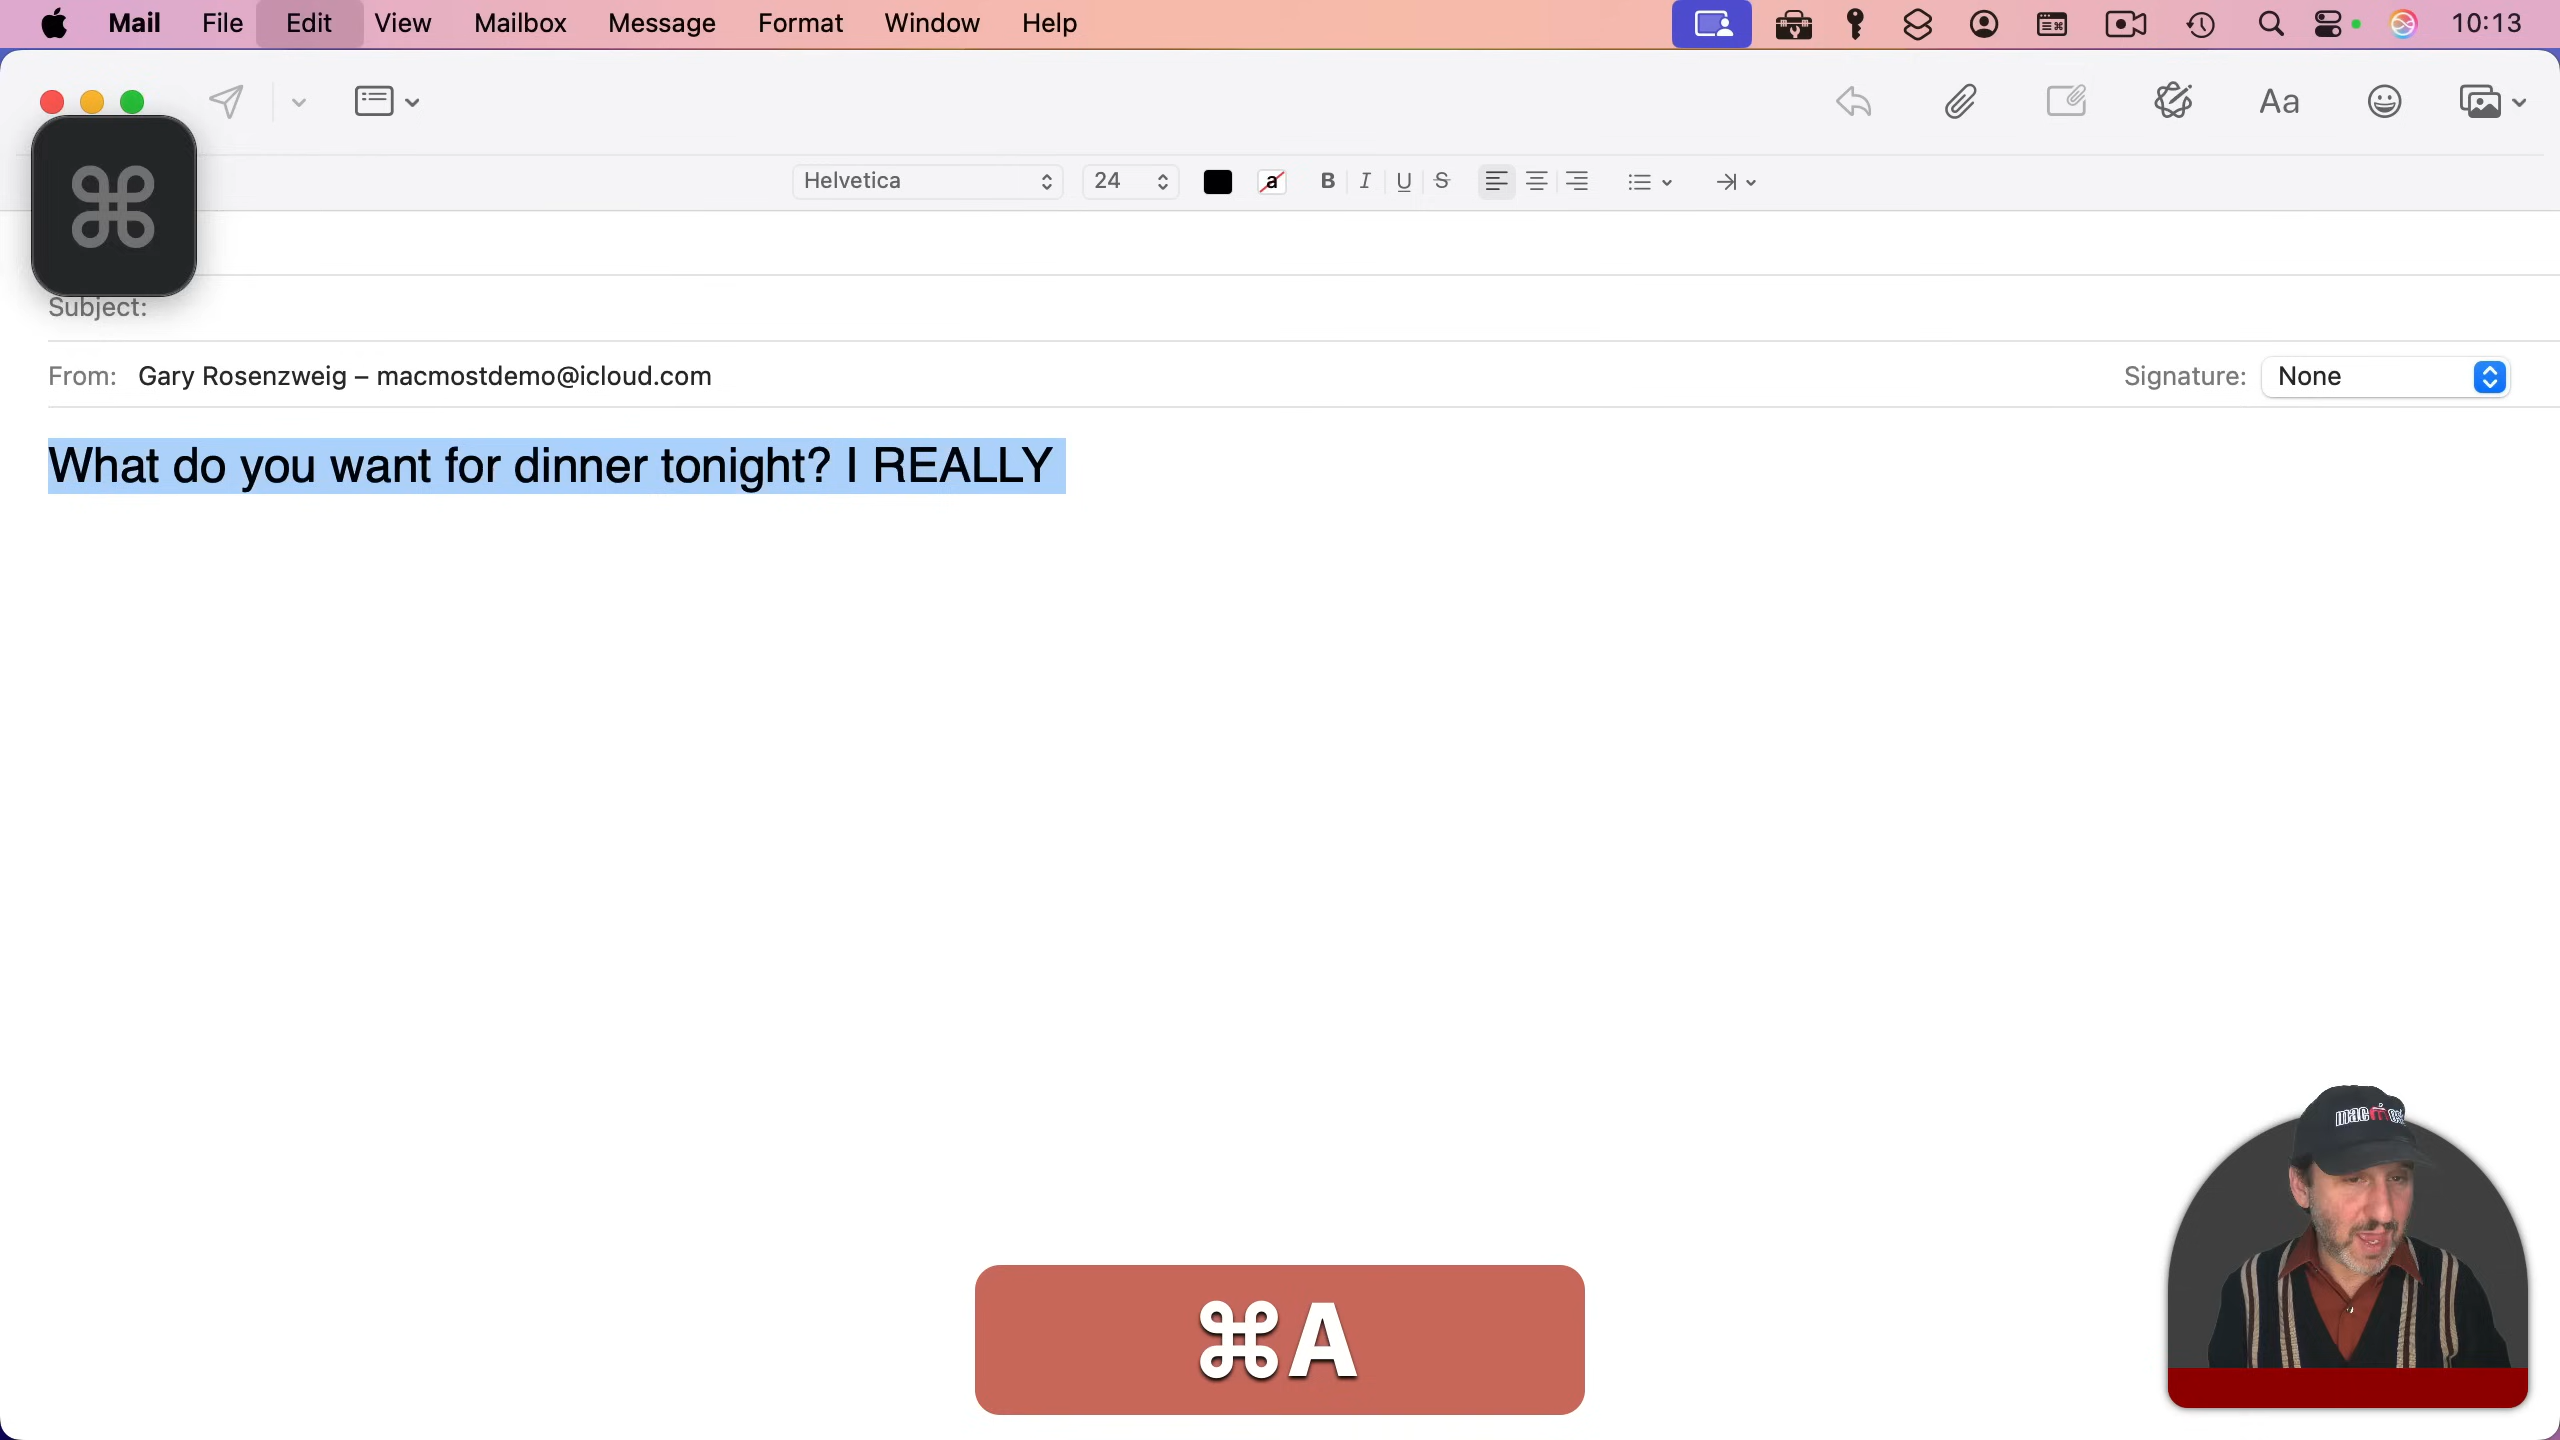 Mail File Edit View Mailbox Message Format Window Help 10:13
Aa
Helvetica 24 a B I U S
Subject:
From: Gary Rosenzweig – macmostdemo@icloud.com Signature: None
What do you want for dinner tonight? I REALLY
⌘A